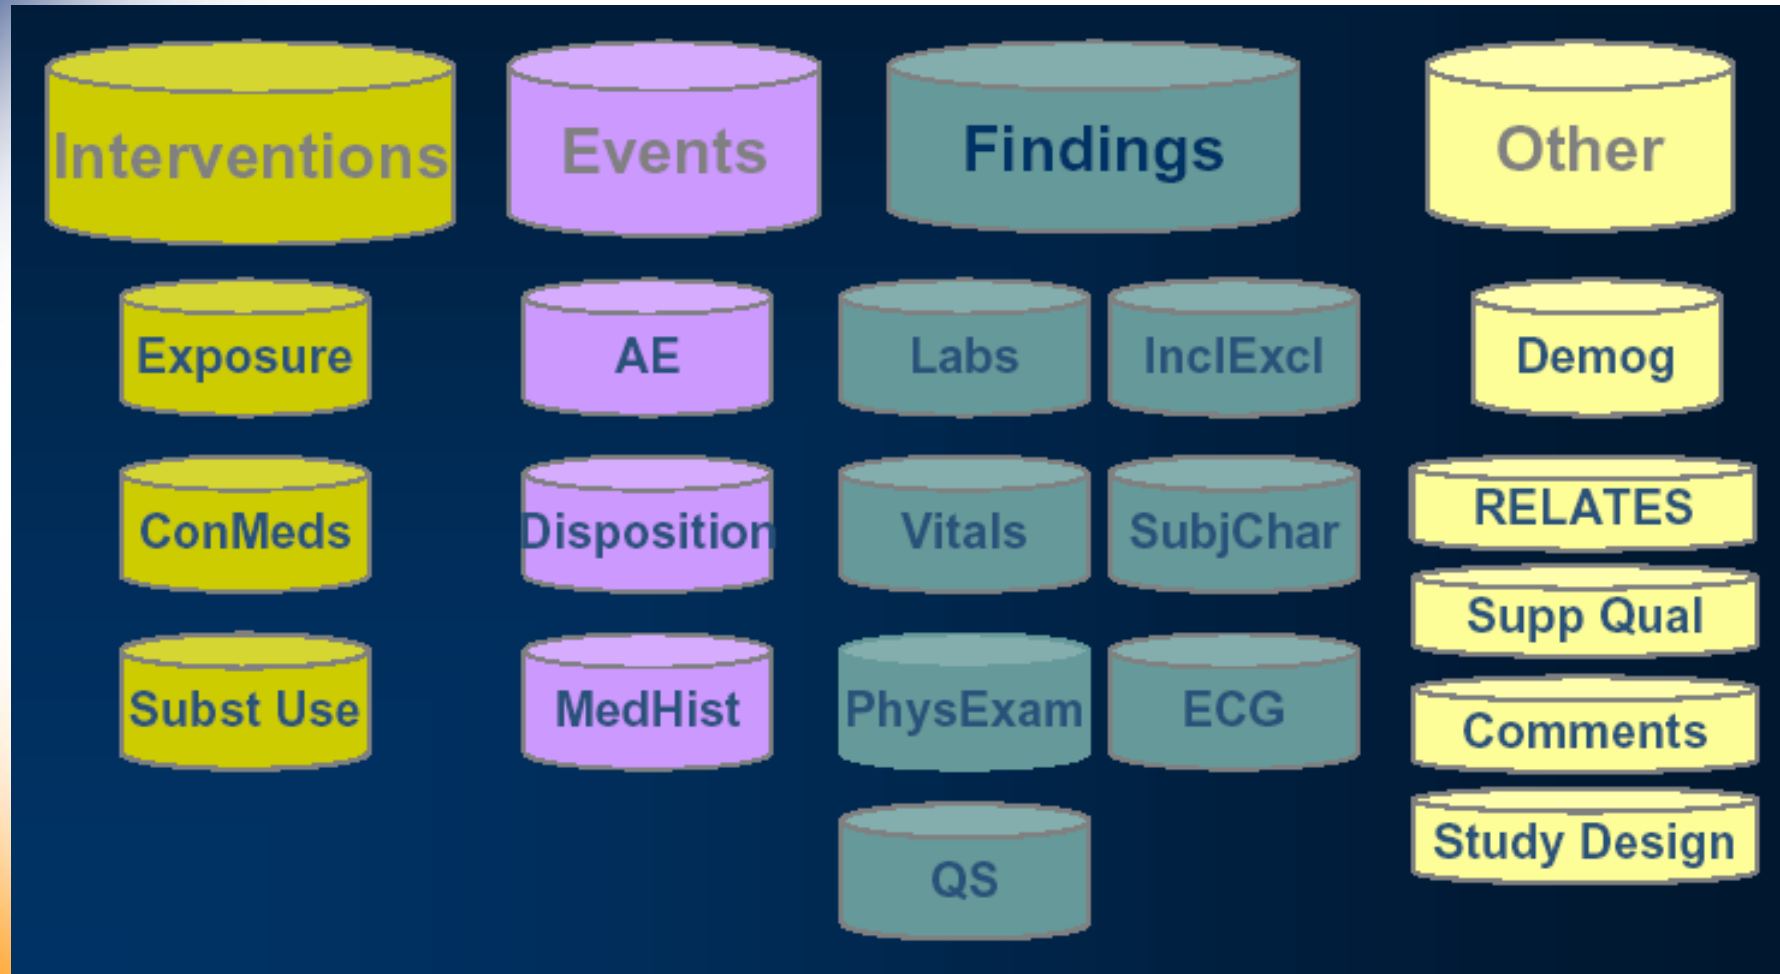 Interventions
Events
Findings
Other
Exposure
AE
Labs
InclExcl
Demog
ConMeds
Disposition
Vitals
SubjChar
RELATES
Supp Qual
Subst Use
MedHist
PhysExam
ECG
Comments
Study Design
QS